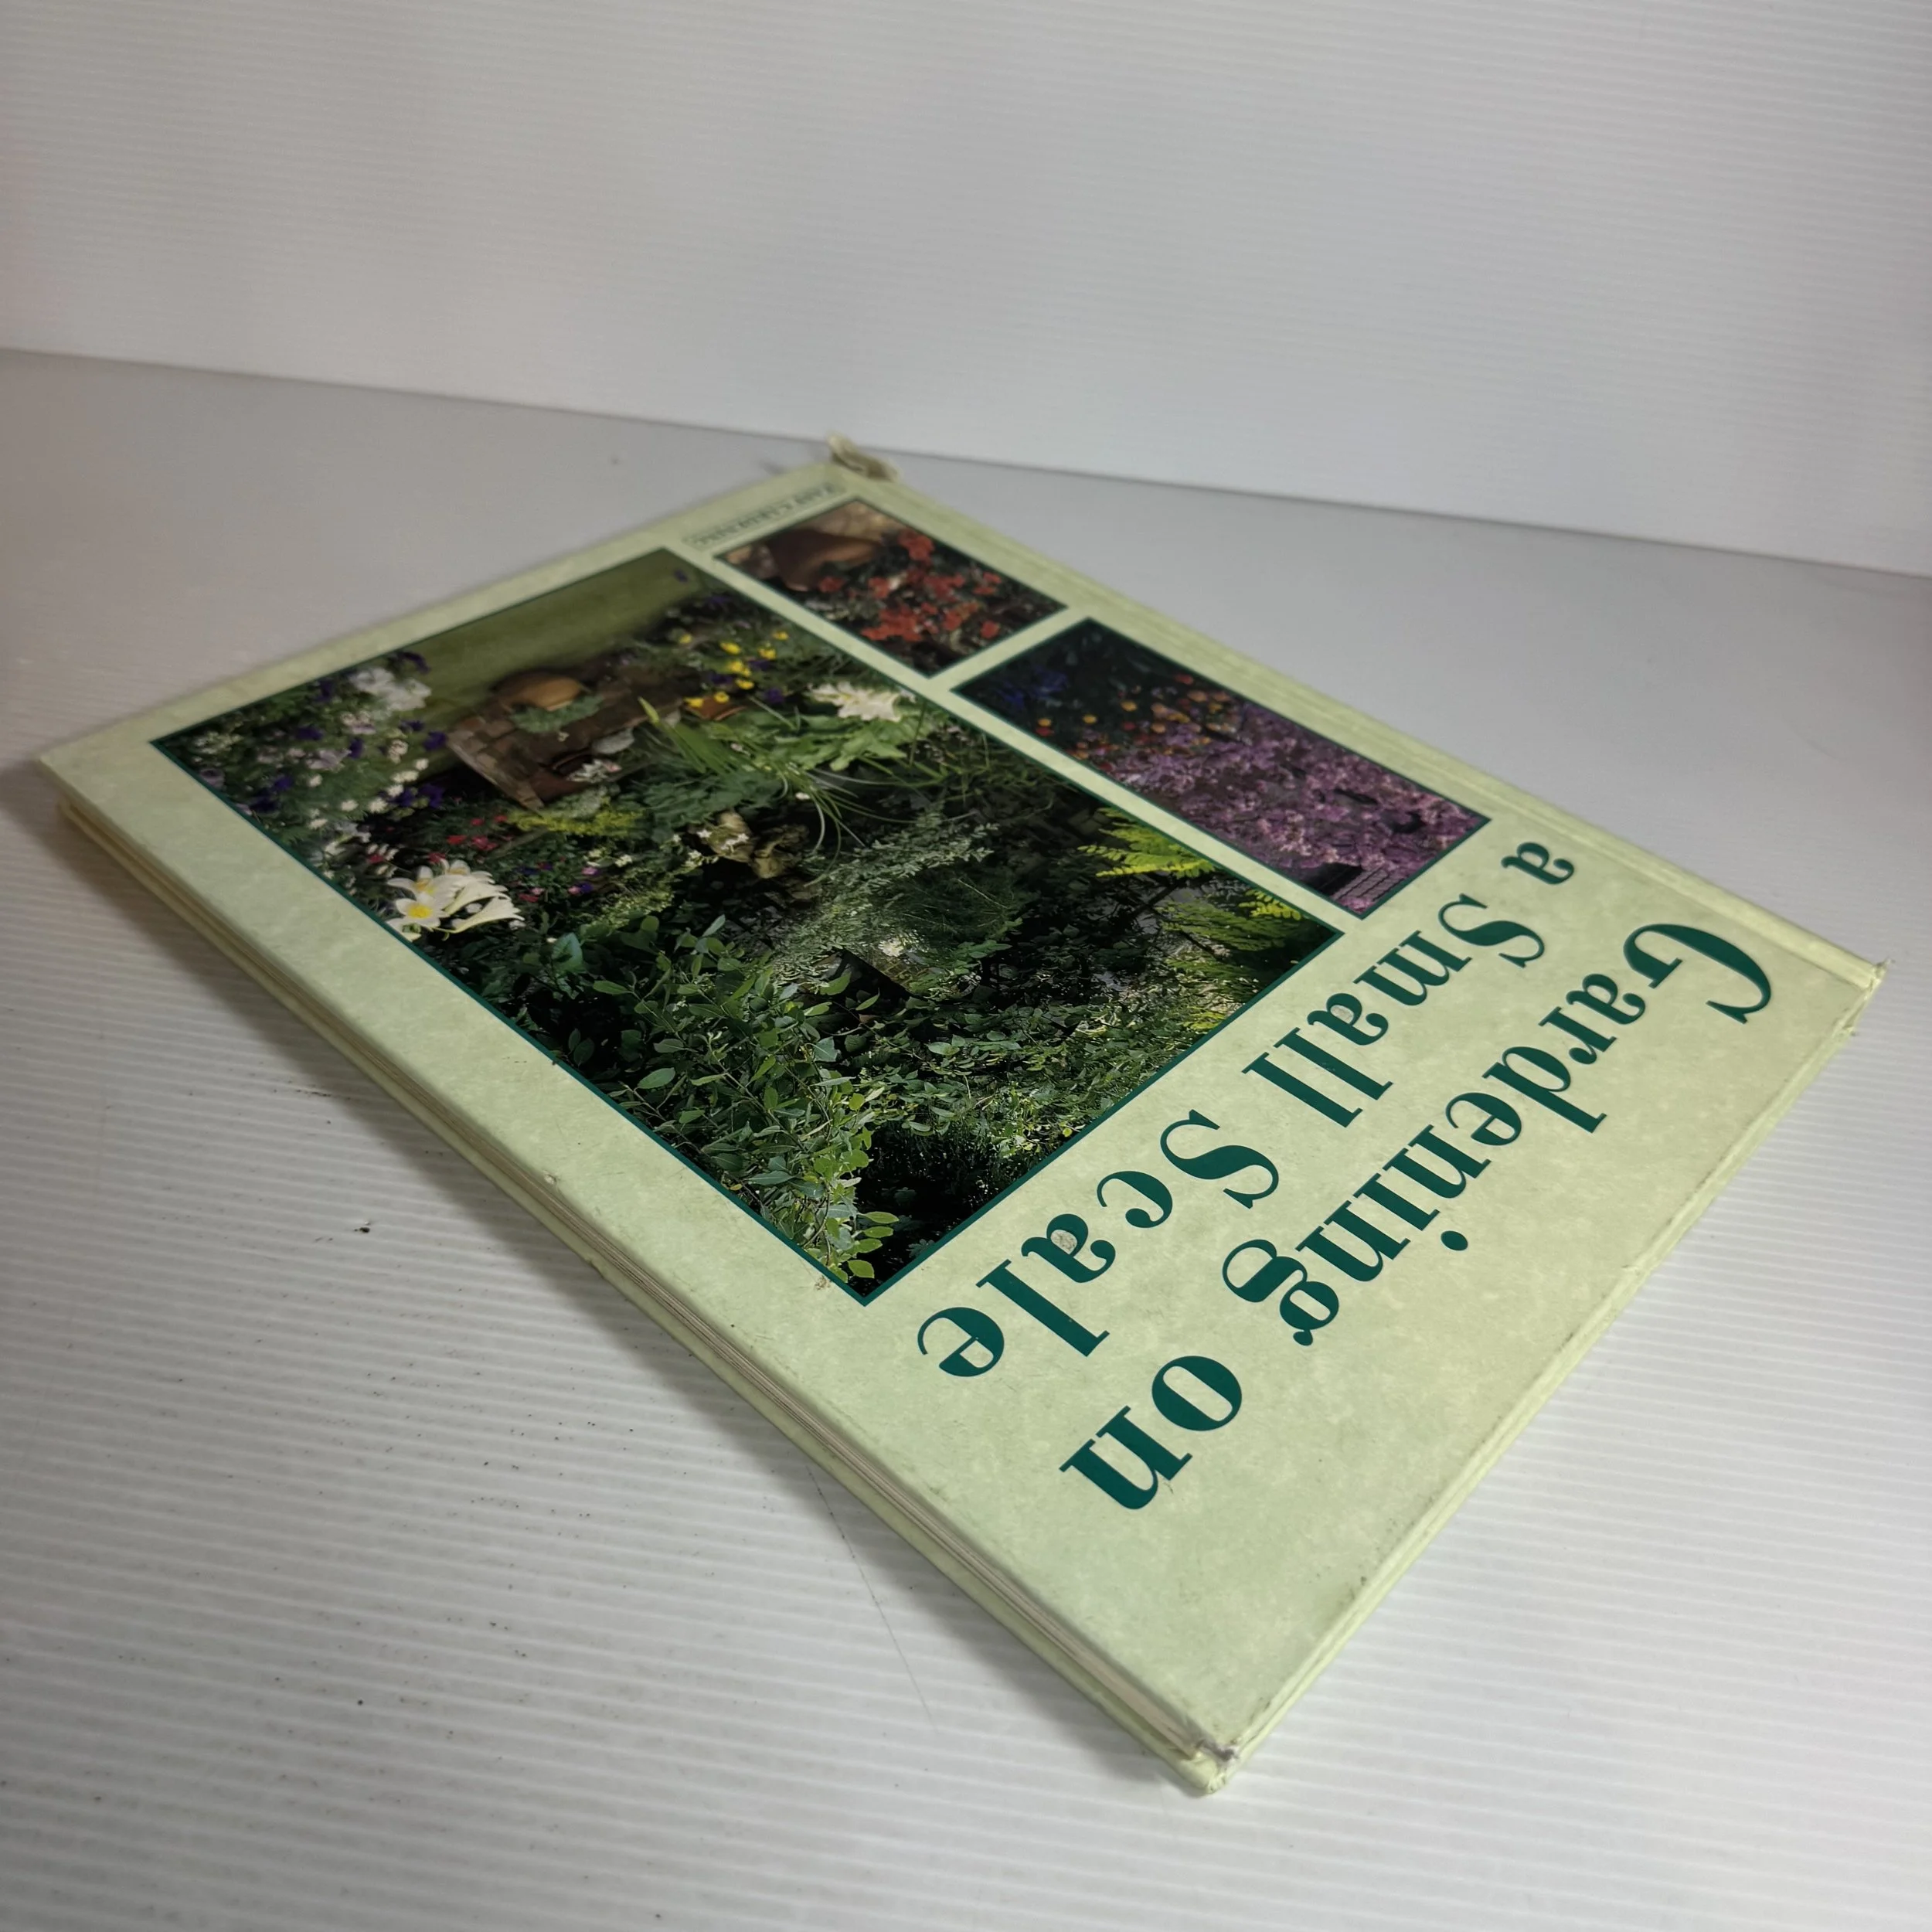 Gardening on
a Small Scale